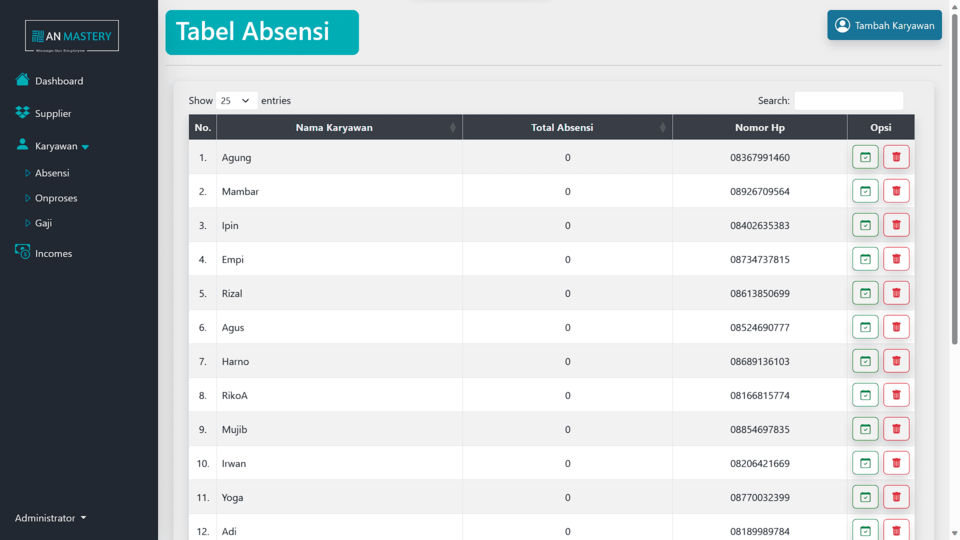 AN MASTERY
Manage Our Employee
Dashboard
Supplier
Karyawan
Absensi
Onproses
Gaji
Incomes
Administrator
Tabel Absensi
Tambah Karyawan
Show 25 entries
Search:
No. Nama Karyawan Total Absensi Nomor Hp Opsi
1. Agung 0 08367991460
2. Mambar 0 08926709564
3. Ipin 0 08402635383
4. Empi 0 08734737815
5. Rizal 0 08613850699
6. Agus 0 08524690777
7. Harno 0 08689136103
8. RikoA 0 08166815774
9. Mujib 0 08854697835
10. Irwan 0 08206421669
11. Yoga 0 08770032399
12. Adi 0 08189989784